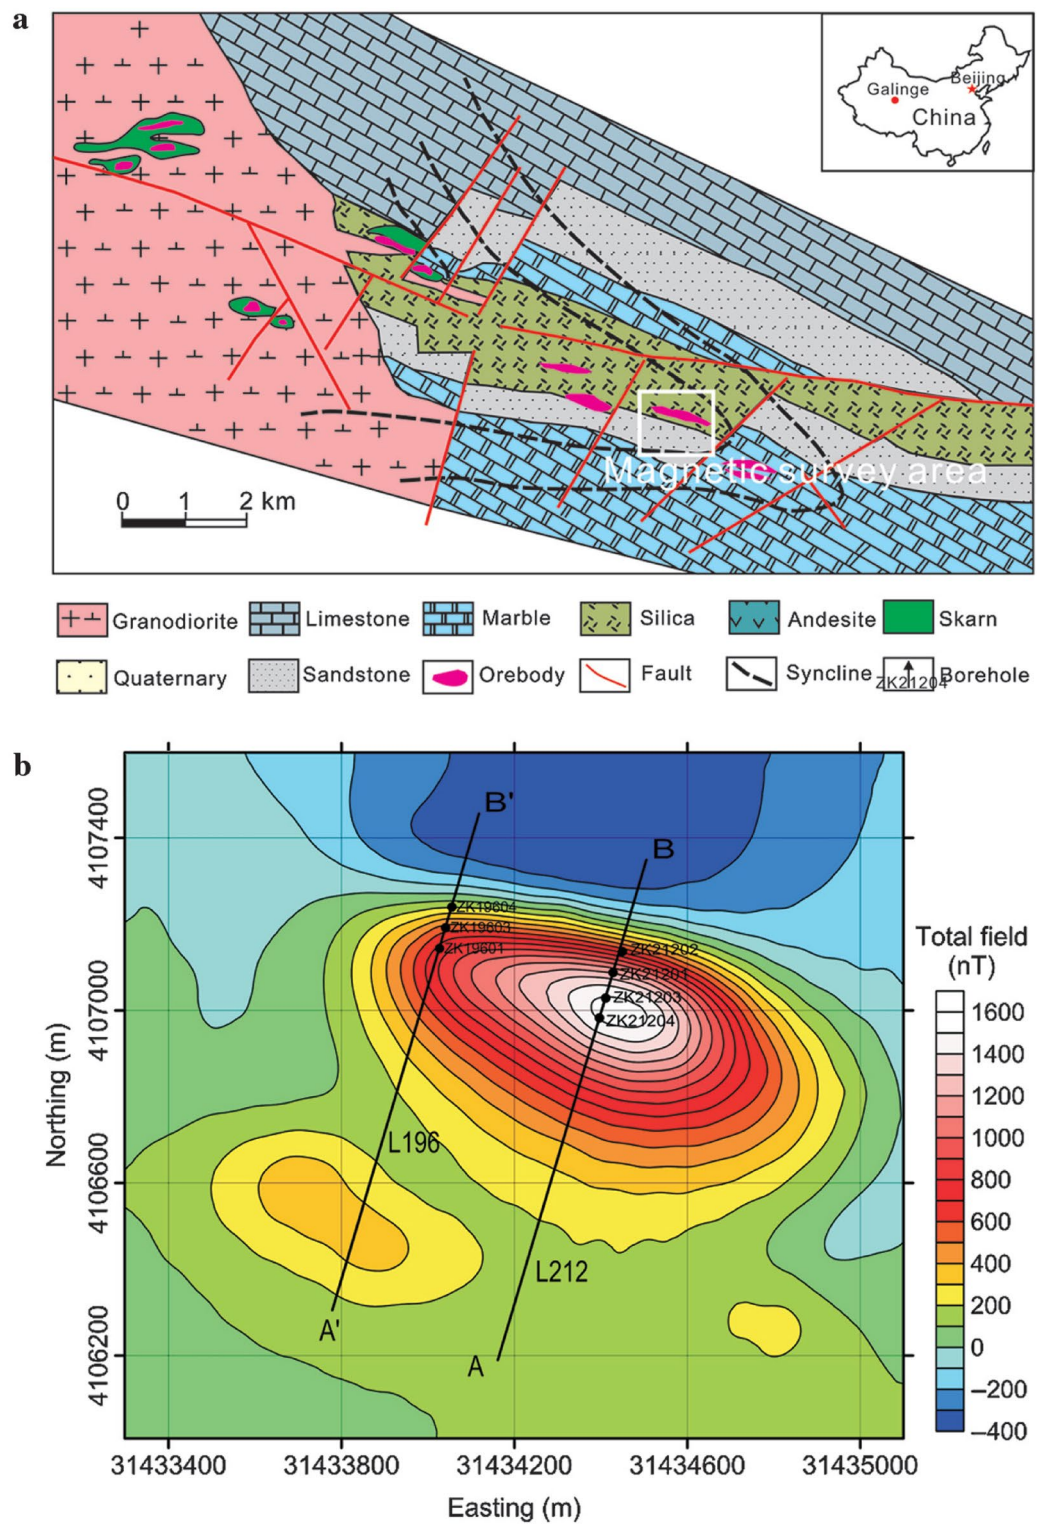 a
Galinge
Beijing
China
Magnetic survey area
0 1 2 km
Granodiorite Limestone Marble Silica Andesite Skarn
Quaternary Sandstone Orebody Fault Syncline ZK21204 Borehole
b
B'
B
ZK19604
ZK19603
ZK19601
ZK21202
ZK21201
ZK21203
ZK21204
L196
L212
A'
A
4107400
4107000
4106600
4106200
Northing (m)
31433400 31433800 31434200 31434600 31435000
Easting (m)
Total field
(nT)
1600
1400
1200
1000
800
600
400
200
0
–200
–400